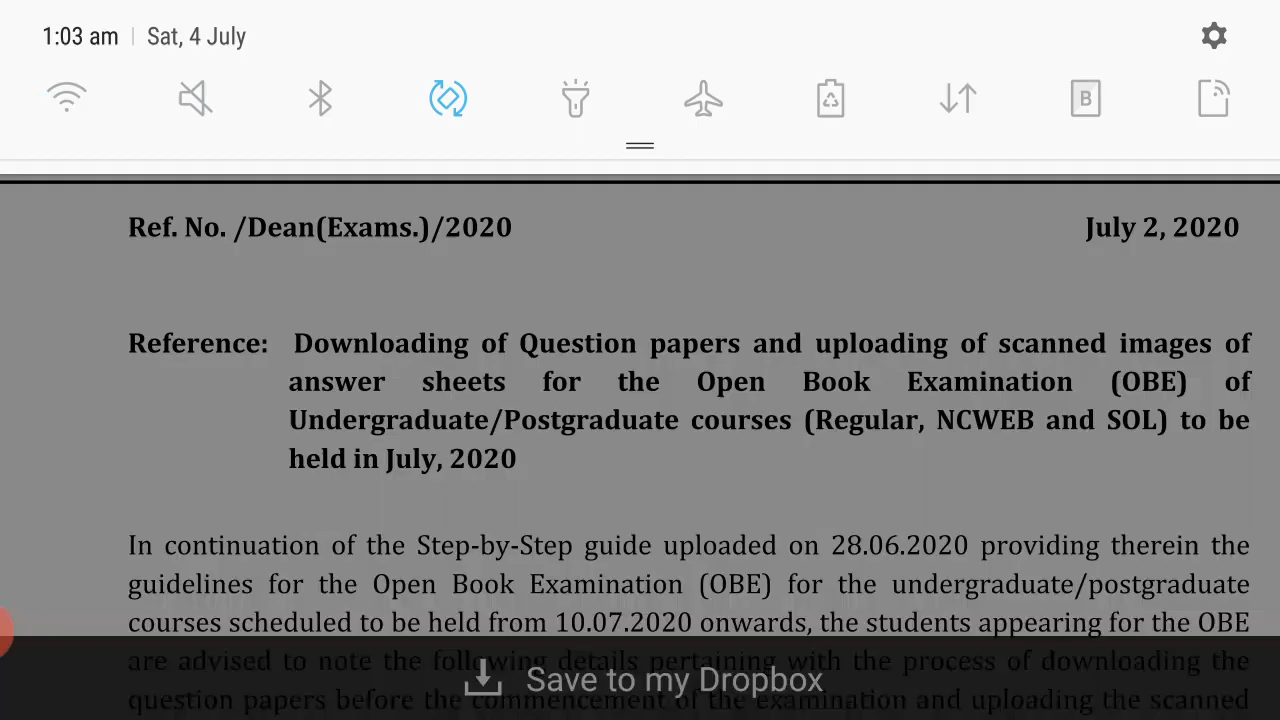 1:03 am | Sat, 4 July
B
Ref. No. /Dean(Exams.)/2020 July 2, 2020
Reference: Downloading of Question papers and uploading of scanned images of
answer sheets for the Open Book Examination (OBE) of
Undergraduate/Postgraduate courses (Regular, NCWEB and SOL) to be
held in July, 2020
In continuation of the Step-by-Step guide uploaded on 28.06.2020 providing therein the
guidelines for the Open Book Examination (OBE) for the undergraduate/postgraduate
courses scheduled to be held from 10.07.2020 onwards, the students appearing for the OBE
are advised to note the following details pertaining with the process of downloading the
Save to my Dropbox
question papers before the commencement of the examination and uploading the scanned